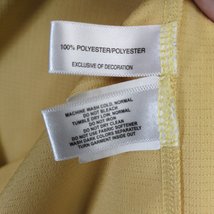 100% POLYESTER/POLYESTER
EXCLUSIVE OF DECORATION
MACHINE WASH COLD, NORMAL
DO NOT BLEACH
TUMBLE DRY LOW, NORMAL
DO NOT IRON
DO NOT DRY CLEAN
DO NOT USE FABRIC SOFTENER
WASH DARK COLORS SEPARATELY
TURN GARMENT INSIDE OUT